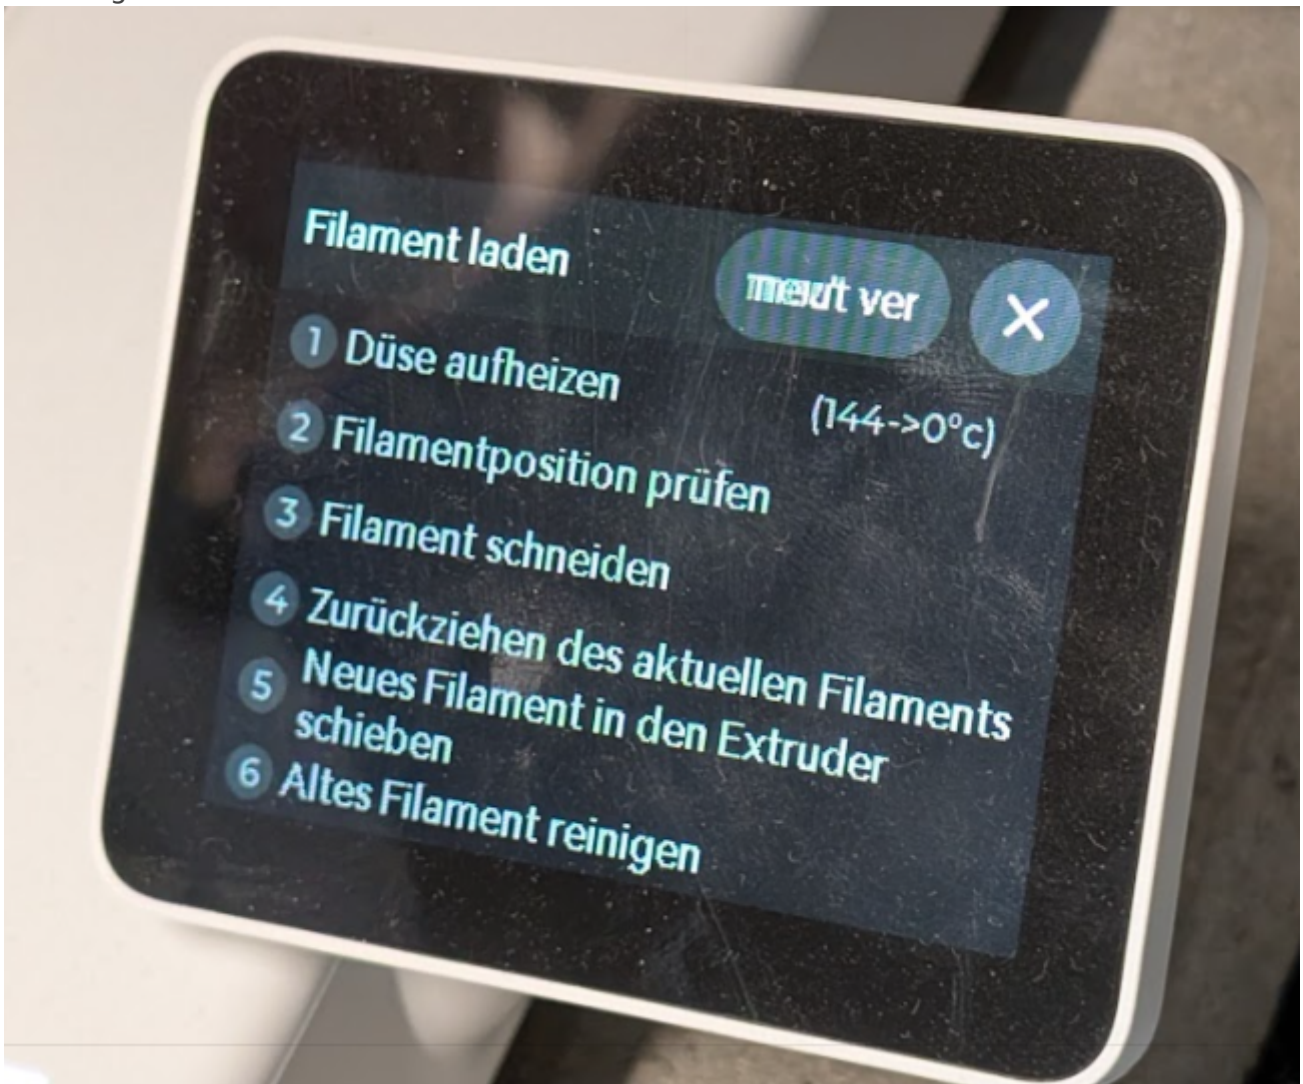 Filament laden
ver
1 Düse aufheizen
(144->0°c)
2 Filamentposition prüfen
3 Filament schneiden
4 Zurückziehen des aktuellen Filaments
5 Neues Filament in den Extruder
schieben
6 Altes Filament reinigen